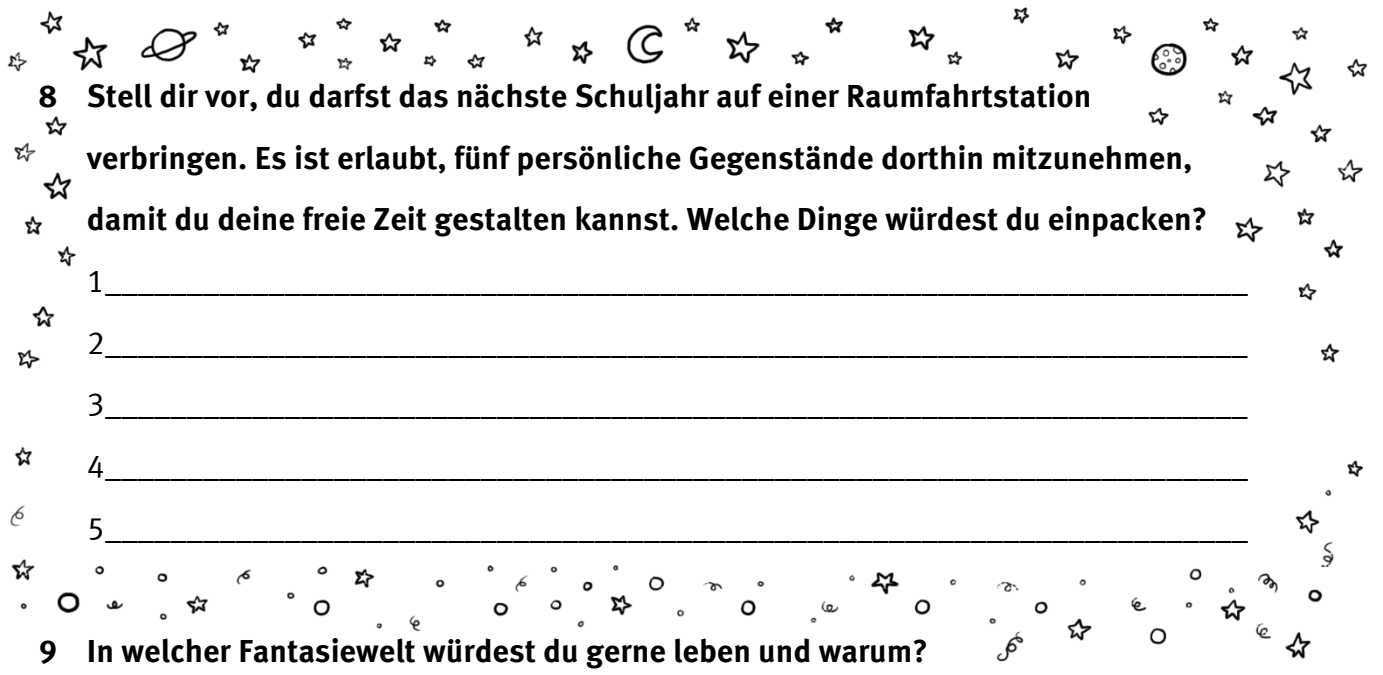 8 Stell dir vor, du darfst das nächste Schuljahr auf einer Raumfahrtstation
verbringen. Es ist erlaubt, fünf persönliche Gegenstände dorthin mitzunehmen,
damit du deine freie Zeit gestalten kannst. Welche Dinge würdest du einpacken?
1
2
3
4
5
9 In welcher Fantasiewelt würdest du gerne leben und warum?